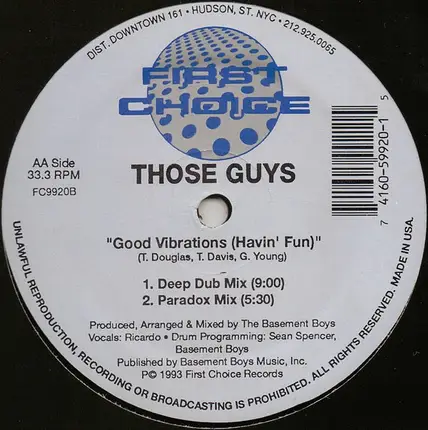 DIST. DOWNTOWN 161 • HUDSON, ST. NYC • 212.925.0065
FIRST
CHOICE
AA Side
33.3 RPM
FC9920B
THOSE GUYS
7 4160-59920-1 5
"Good Vibrations (Havin' Fun)"
(T. Douglas, T. Davis, G. Young)
1. Deep Dub Mix (9:00)
2. Paradox Mix (5:30)
Produced, Arranged & Mixed by The Basement Boys
Vocals: Ricardo • Drum Programming: Sean Spencer,
Basement Boys
Published by Basement Boys Music, Inc.
P© 1993 First Choice Records
UNLAWFUL REPRODUCTION, RECORDING OR BROADCASTING IS PROHIBITED. ALL RIGHTS RESERVED. MADE IN USA.